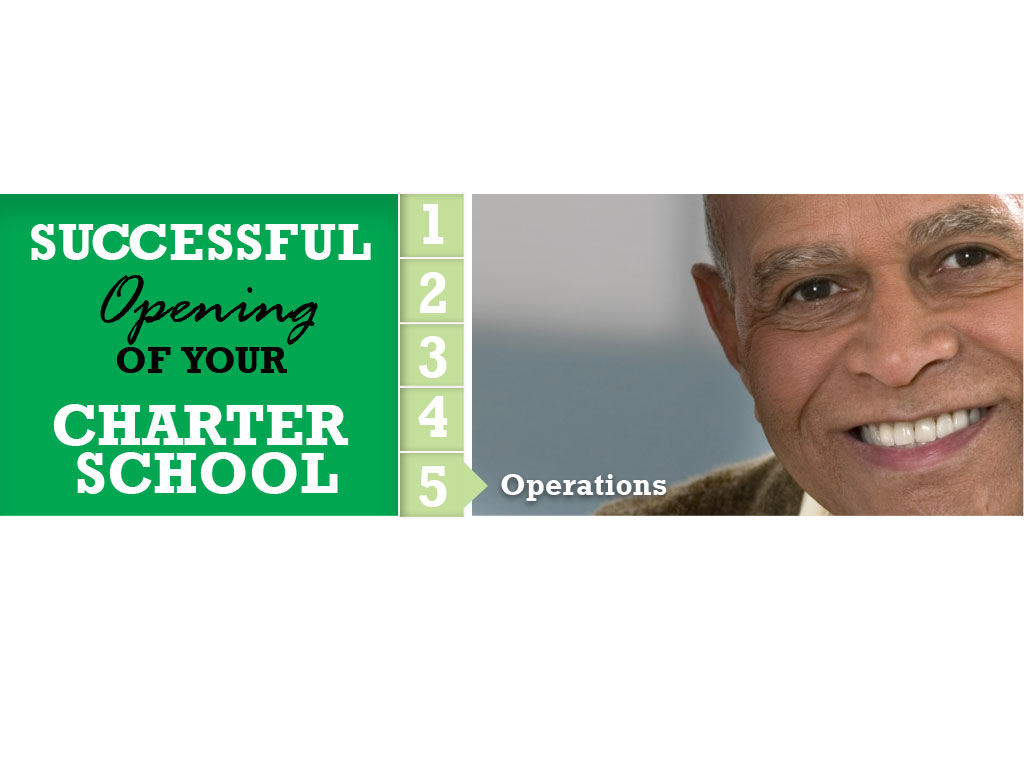 SUCCESSFUL
Opening
OF YOUR
CHARTER
SCHOOL
1
2
3
4
5
Operations